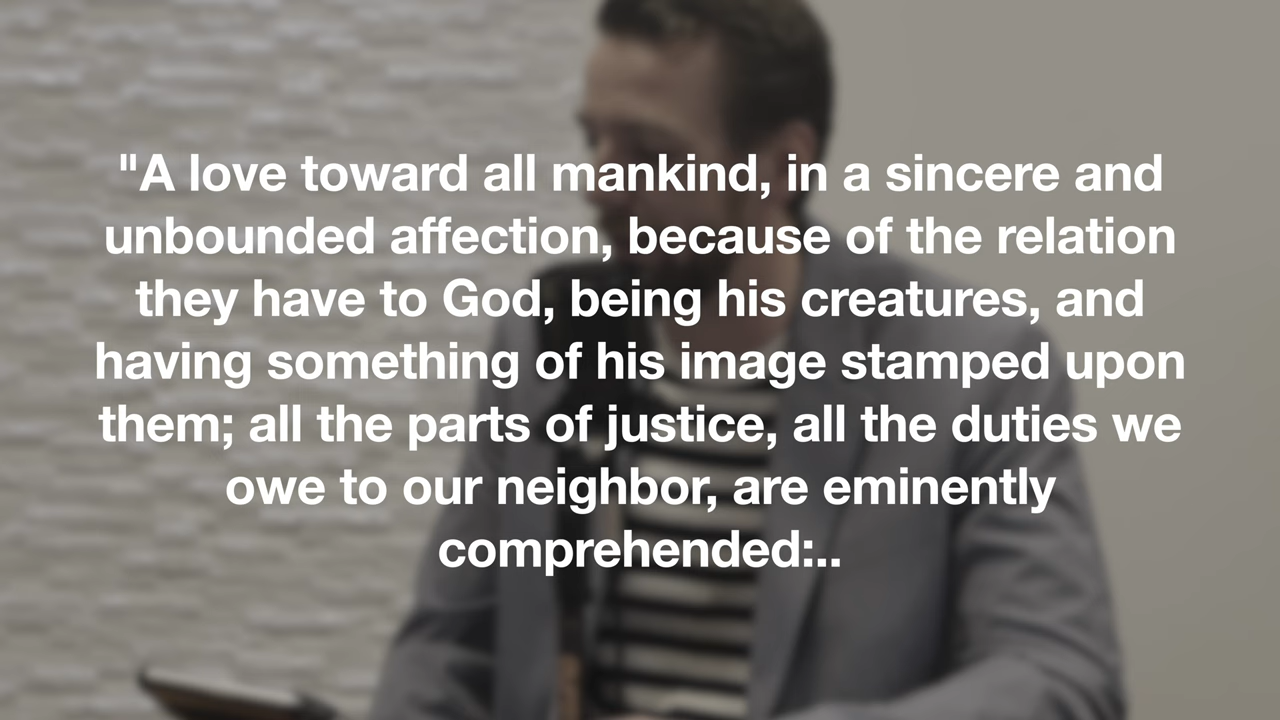 "A love toward all mankind, in a sincere and
unbounded affection, because of the relation
they have to God, being his creatures, and
having something of his image stamped upon
them; all the parts of justice, all the duties we
owe to our neighbor, are eminently
comprehended:..